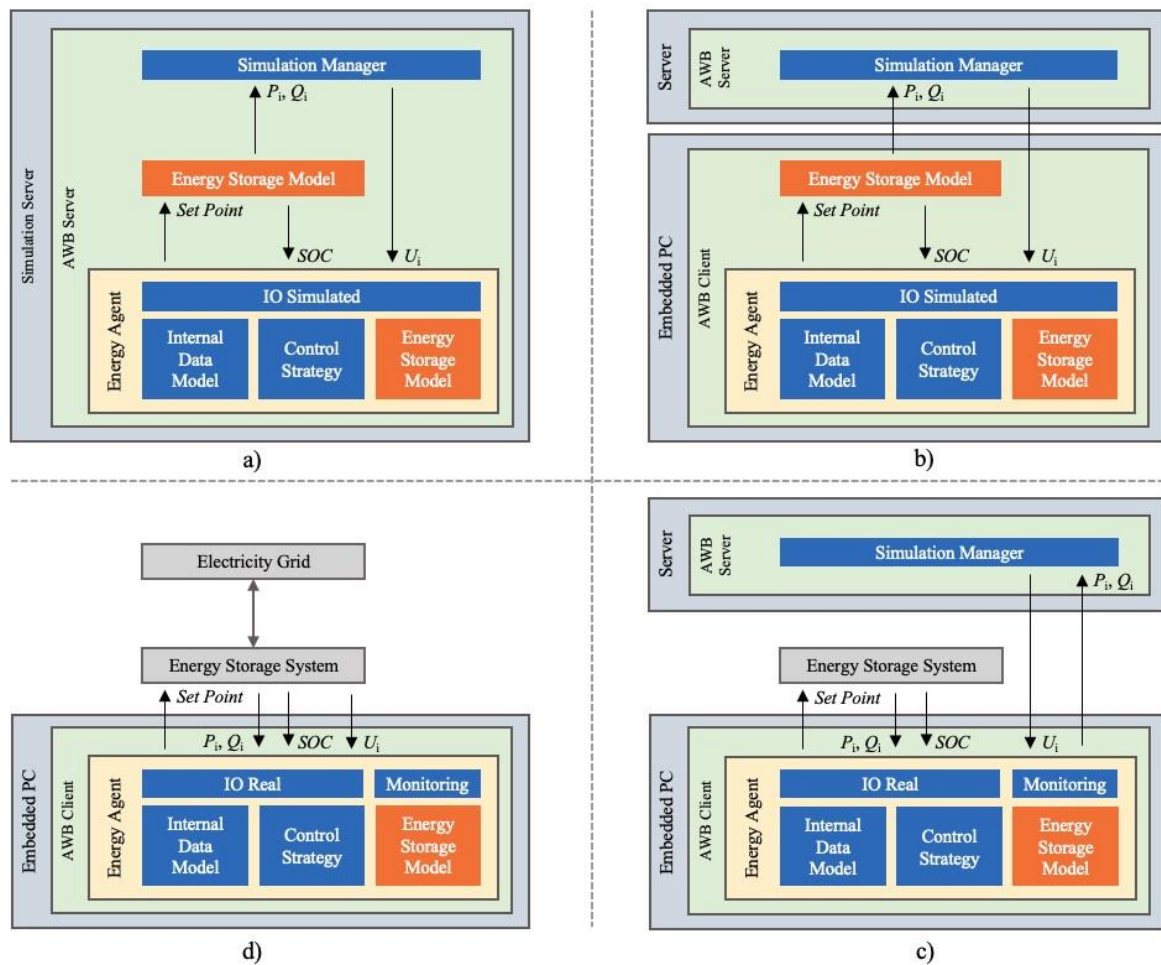 Simulation Server
AWB Server
Simulation Manager
Pi, Qi
Energy Storage Model
Set Point
SOC
Ui
Energy Agent
IO Simulated
Internal
Data
Model
Control
Strategy
Energy
Storage
Model
a)
Server
AWB
Server
Simulation Manager
Pi, Qi
Embedded PC
AWB Client
Energy Storage Model
Set Point
SOC
Ui
Energy Agent
IO Simulated
Internal
Data
Model
Control
Strategy
Energy
Storage
Model
b)
Electricity Grid
Energy Storage System
Set Point
Embedded PC
AWB Client
Pi, Qi
SOC
Ui
Energy Agent
IO Real
Monitoring
Internal
Data
Model
Control
Strategy
Energy
Storage
Model
d)
Server
AWB
Server
Simulation Manager
Pi, Qi
Energy Storage System
Set Point
Embedded PC
AWB Client
Pi, Qi
SOC
Ui
Energy Agent
IO Real
Monitoring
Internal
Data
Model
Control
Strategy
Energy
Storage
Model
c)